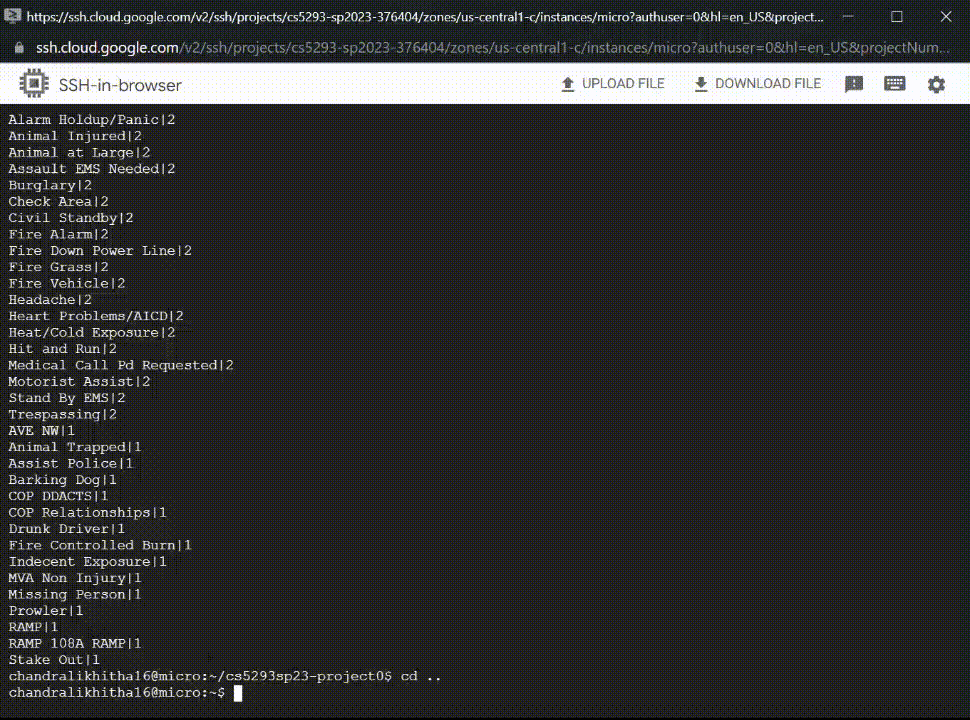 https://ssh.cloud.google.com/v2/ssh/projects/cs5293-sp2023-376404/zones/us-central1-c/instances/micro?authuser=0&hl=en_US&project...
ssh.cloud.google.com/v2/ssh/projects/cs5293-sp2023-376404/zones/us-central1-c/instances/micro?authuser=0&hl=en_US&projectNum...
SSH-in-browser UPLOAD FILE DOWNLOAD FILE
Alarm Holdup/Panic|2
Animal Injured|2
Animal at Large|2
Assault EMS Needed|2
Burglary|2
Check Area|2
Civil Standby|2
Fire Alarm|2
Fire Down Power Line|2
Fire Grass|2
Fire Vehicle|2
Headache|2
Heart Problems/AICD|2
Heat/Cold Exposure|2
Hit and Run|2
Medical Call Pd Requested|2
Motorist Assist|2
Stand By EMS|2
Trespassing|2
AVE NW|1
Animal Trapped|1
Assist Police|1
Barking Dog|1
COP DDACTS|1
COP Relationships|1
Drunk Driver|1
Fire Controlled Burn|1
Indecent Exposure|1
MVA Non Injury|1
Missing Person|1
Prowler|1
RAMP|1
RAMP 108A RAMP|1
Stake Out|1
chandralikhitha16@micro:~/cs5293sp23-project0$ cd ..
chandralikhitha16@micro:~$